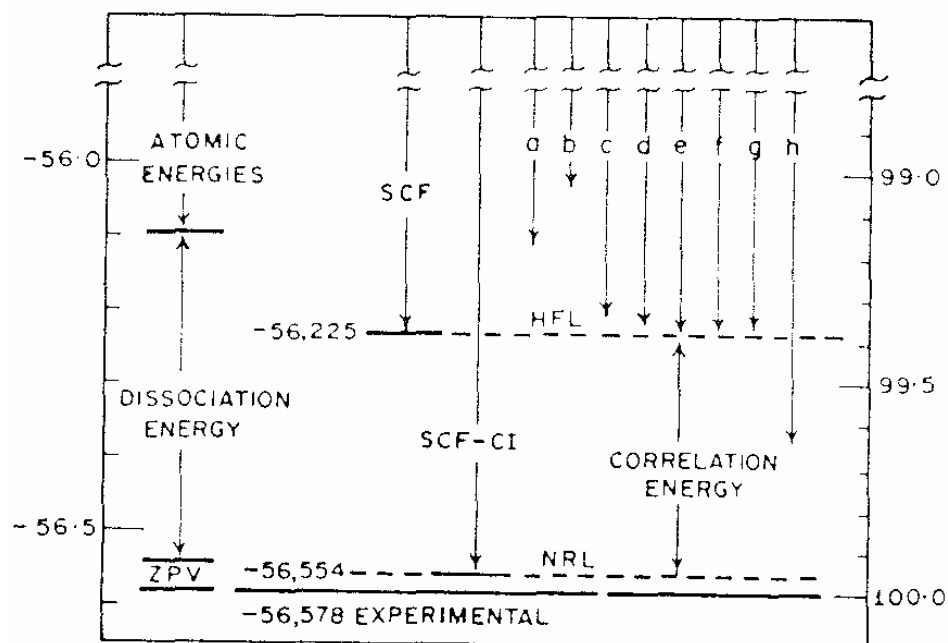 ATOMIC
ENERGIES
SCF
a b c d e f g h
-56·0
99·0
-56,225
HFL
DISSOCIATION
ENERGY
SCF-CI
CORRELATION
ENERGY
99·5
-56·5
ZPV
-56,554
NRL
-56,578 EXPERIMENTAL
100·0